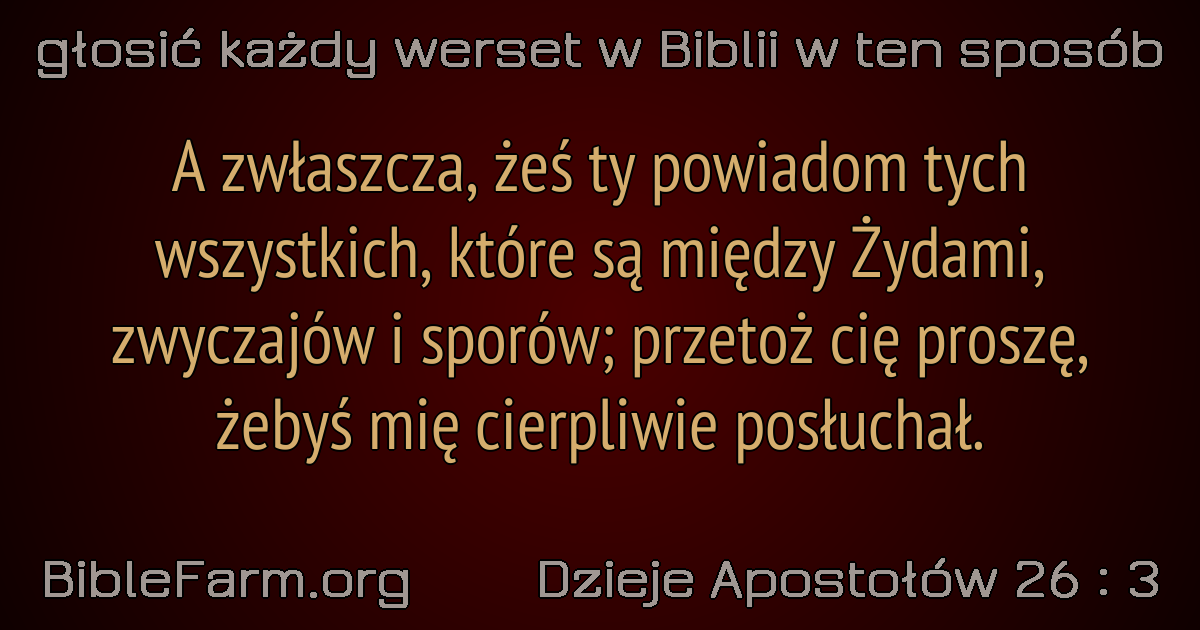 głosić każdy werset w Biblii w ten sposób
A zwłaszcza, żeś ty powiadom tych
wszystkich, które są między Żydami,
zwyczajów i sporów; przetoż cię proszę,
żebyś mię cierpliwie posłuchał.
BibleFarm.org Dzieje Apostołów 26 : 3